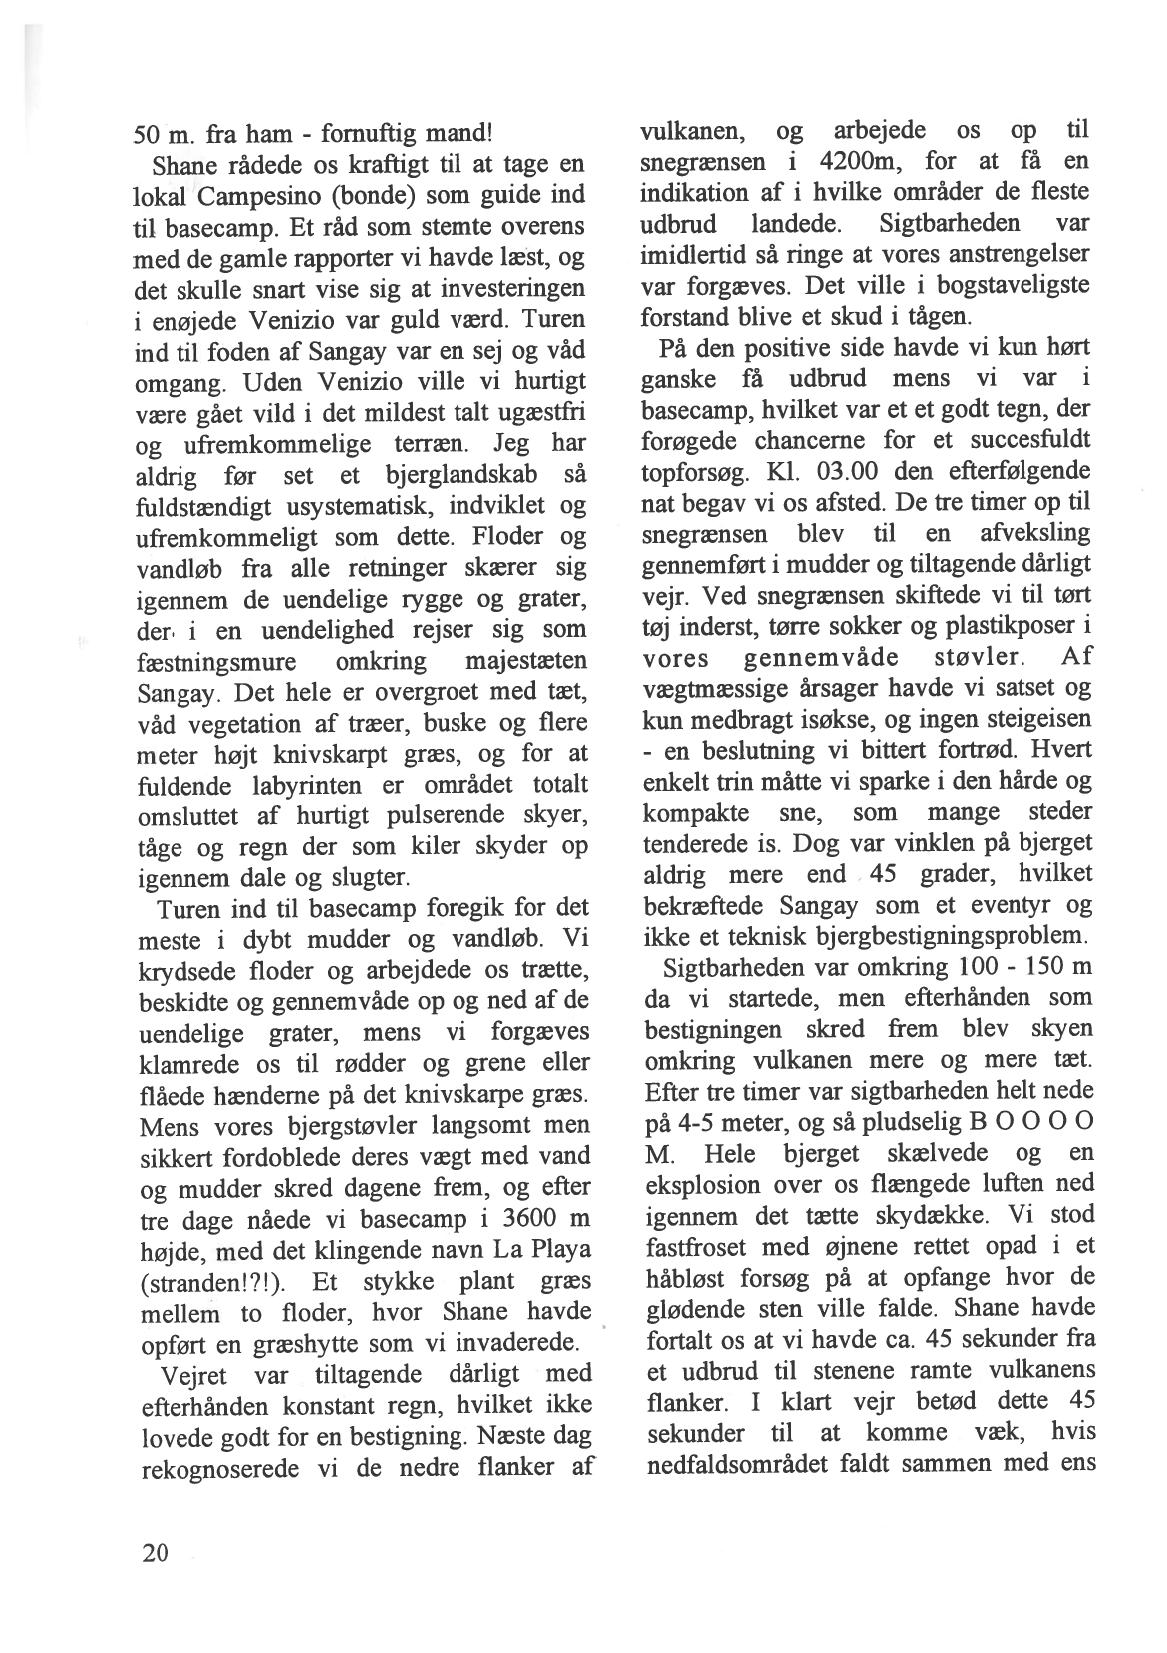 50 m. fra ham - fornuftig mand!
Shane rådede os kraftigt til at tage en
lokal Campesino (bonde) som guide ind
til basecamp. Et råd som stemte overens
med de gamle rapporter vi havde læst, og
det skulle snart vise sig at investeringen
i enøjede Venizio var guld værd. Turen
ind til foden af Sangay var en sej og våd
omgang. Uden Venizio ville vi hurtigt
være gået vild i det mildest talt ugæstfri
og ufremkommelige terræn. Jeg har
aldrig før set et bjerglandskab så
fuldstændigt usystematisk, indviklet og
ufremkommeligt som dette. Floder og
vandløb fra alle retninger skærer sig
igennem de uendelige rygge og grater,
der i en uendelighed rejser sig som
fæstningsmure omkring majestæten
Sangay. Det hele er overgroet med tæt,
våd vegetation af træer, buske og flere
meter højt knivskarpt græs, og for at
fuldende labyrinten er området totalt
omsluttet af hurtigt pulserende skyer,
tåge og regn der som kiler skyder op
igennem dale og slugter.
Turen ind til basecamp foregik for det
meste i dybt mudder og vandløb. Vi
krydsede floder og arbejdede os trætte,
beskidte og gennemvåde op og ned af de
uendelige grater, mens vi forgæves
klamrede os til rødder og grene eller
flåede hænderne på det knivskarpe græs.
Mens vores bjergstøvler langsomt men
sikkert fordoblede deres vægt med vand
og mudder skred dagene frem, og efter
tre dage nåede vi basecamp i 3600 m
højde, med det klingende navn La Playa
(stranden!?!). Et stykke plant græs
mellem to floder, hvor Shane havde
opført en græshytte som vi invaderede.
Vejret var tiltagende dårligt med
efterhånden konstant regn, hvilket ikke
lovede godt for en bestigning. Næste dag
rekognoserede vi de nedre flanker af
vulkanen, og arbejede os op til
snegrænsen i 4200m, for at få en
indikation af i hvilke områder de fleste
udbrud landede. Sigtbarheden var
imidlertid så ringe at vores anstrengelser
var forgæves. Det ville i bogstaveligste
forstand blive et skud i tågen.
På den positive side havde vi kun hørt
ganske få udbrud mens vi var i
basecamp, hvilket var et et godt tegn, der
forøgede chancerne for et succesfuldt
topforsøg. Kl. 03.00 den efterfølgende
nat begav vi os afsted. De tre timer op til
snegrænsen blev til en afveksling
gennemført i mudder og tiltagende dårligt
vejr. Ved snegrænsen skiftede vi til tørt
tøj inderst, tørre sokker og plastikposer i
vores gennemvåde støvler. Af
vægtmæssige årsager havde vi satset og
kun medbragt isøkse, og ingen steigeisen
- en beslutning vi bittert fortrød. Hvert
enkelt trin måtte vi sparke i den hårde og
kompakte sne, som mange steder
tenderede is. Dog var vinklen på bjerget
aldrig mere end 45 grader, hvilket
bekræftede Sangay som et eventyr og
ikke et teknisk bjergbestigningsproblem.
Sigtbarheden var omkring 100 - 150 m
da vi startede, men efterhånden som
bestigningen skred frem blev skyen
omkring vulkanen mere og mere tæt.
Efter tre timer var sigtbarheden helt nede
på 4-5 meter, og så pludselig B O O O O
M. Hele bjerget skælvede og en
eksplosion over os flængede luften ned
igennem det tætte skydække. Vi stod
fastfroset med øjnene rettet opad i et
håbløst forsøg på at opfange hvor de
glødende sten ville falde. Shane havde
fortalt os at vi havde ca. 45 sekunder fra
et udbrud til stenene ramte vulkanens
flanker. I klart vejr betød dette 45
sekunder til at komme væk, hvis
nedfaldsområdet faldt sammen med ens
20